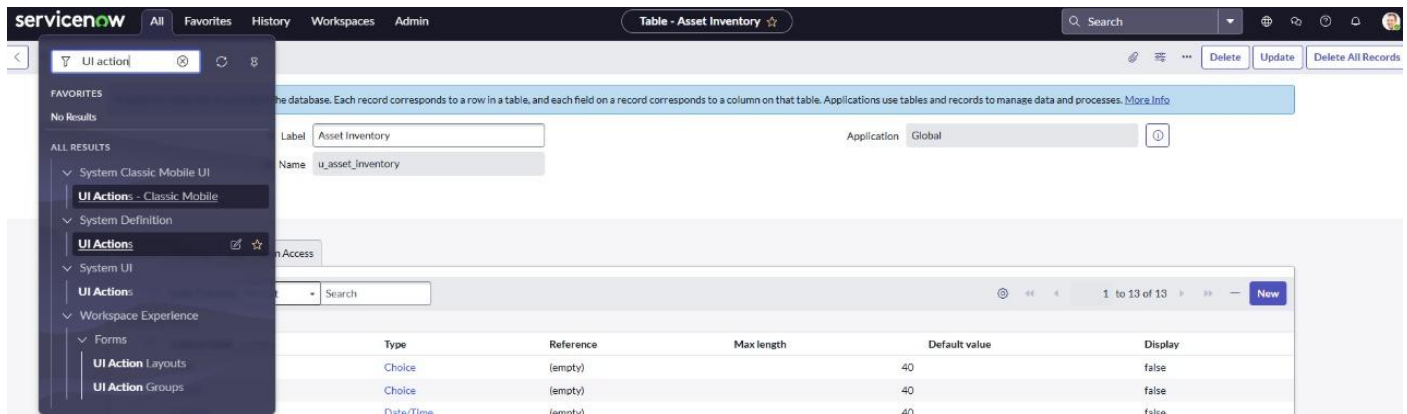 servicenow All Favorites History Workspaces Admin Table - Asset Inventory Search
UI action Delete Update Delete All Records
FAVORITES
No Results
he database. Each record corresponds to a row in a table, and each field on a record corresponds to a column on that table. Applications use tables and records to manage data and processes. More Info
Label Asset Inventory Application Global
Name u_asset_inventory
ALL RESULTS
System Classic Mobile UI
UI Actions - Classic Mobile
System Definition
UI Actions
n Access
System UI
UI Actions
Search 1 to 13 of 13 New
Workspace Experience
Forms
UI Action Layouts
UI Action Groups
Type Reference Max length Default value Display
Choice (empty) 40 false
Choice (empty) 40 false
Date/Time (empty) 40 false